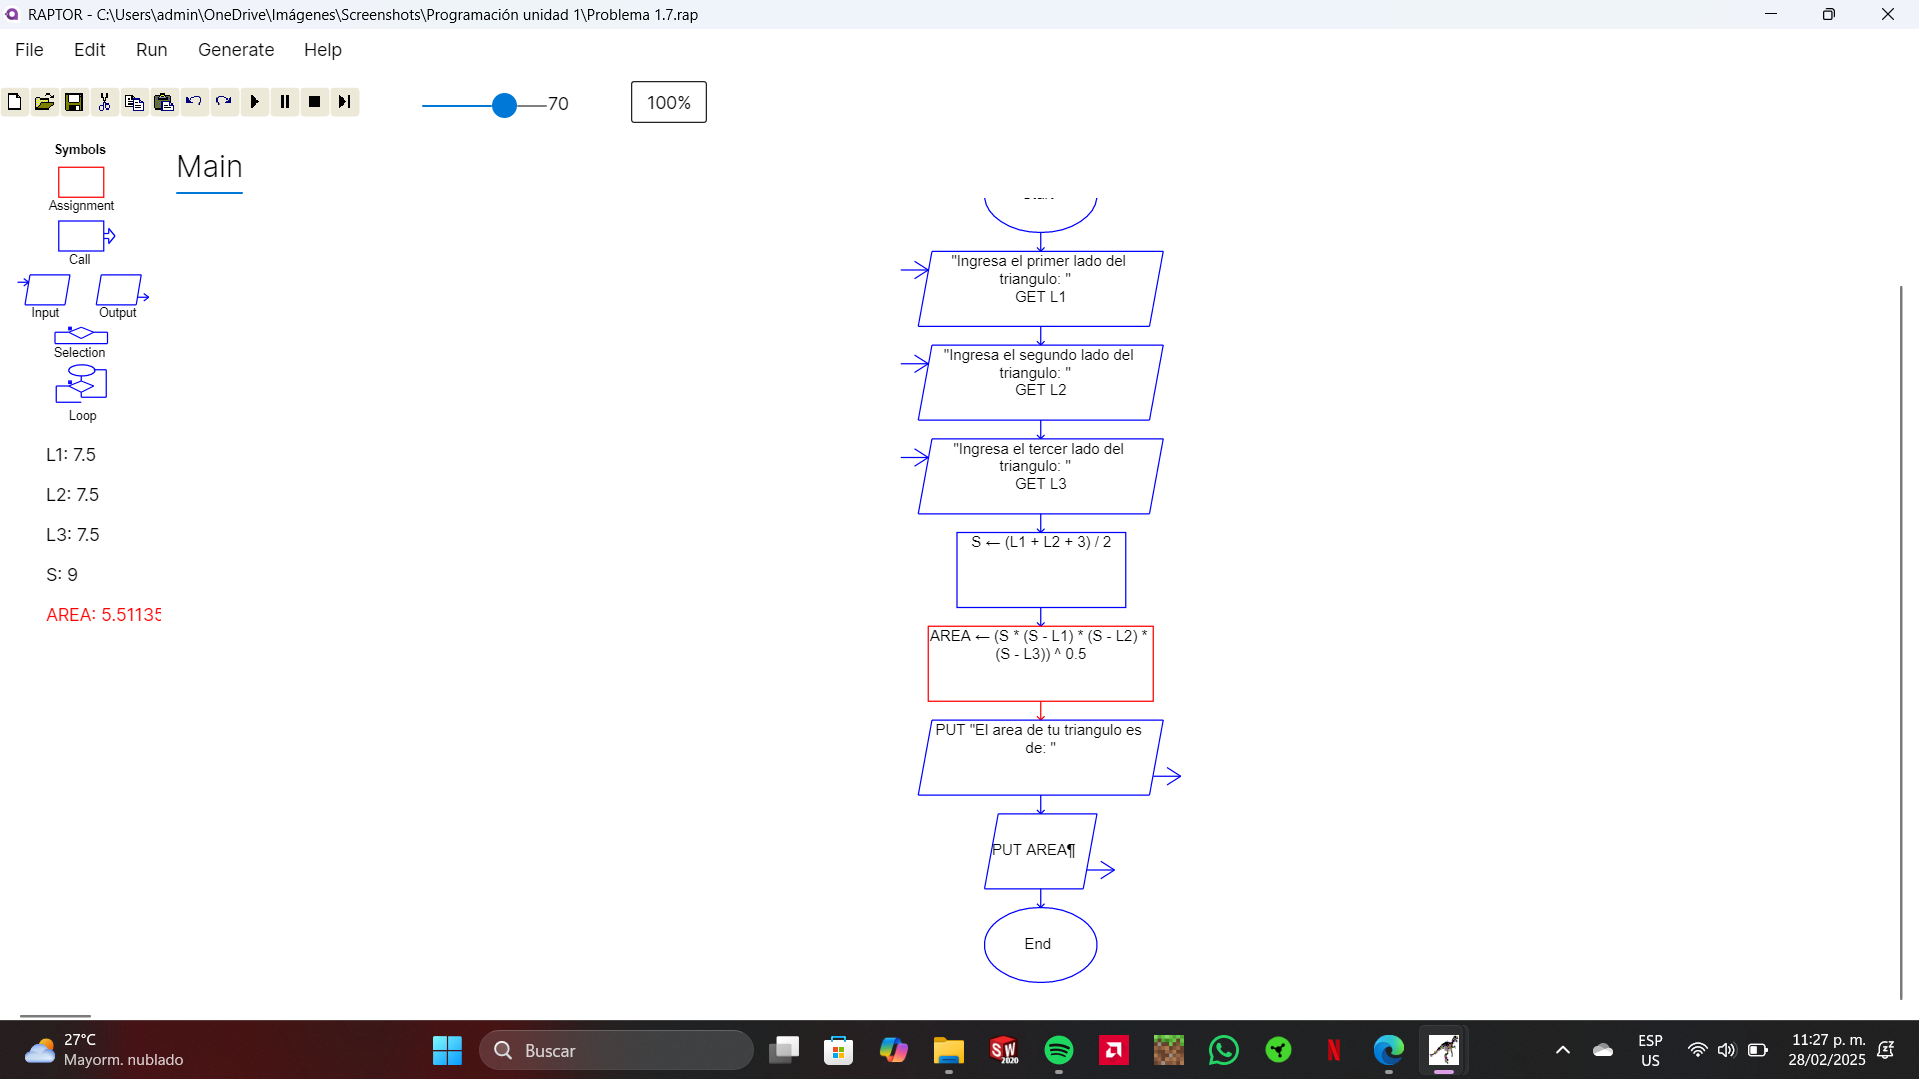 RAPTOR - C:\Users\admin\OneDrive\Imágenes\Screenshots\Programación unidad 1\Problema 1.7.rap
File Edit Run Generate Help
70
100%
Symbols
Assignment
Call
Input Output
Selection
Loop
L1: 7.5
L2: 7.5
L3: 7.5
S: 9
AREA: 5.51135
Main
"Ingresa el primer lado del
triangulo: "
GET L1
"Ingresa el segundo lado del
triangulo: "
GET L2
"Ingresa el tercer lado del
triangulo: "
GET L3
S ← (L1 + L2 + 3) / 2
AREA ← (S * (S - L1) * (S - L2) *
(S - L3)) ^ 0.5
PUT "El area de tu triangulo es
de: "
PUT AREA¶
End
27°C
Mayorm. nublado
Buscar
SW
2020
N
ESP
US
11:27 p. m.
28/02/2025